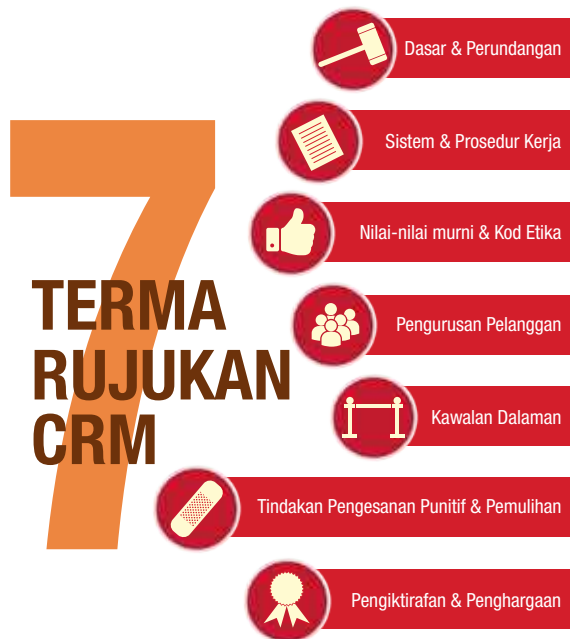 7
TERMA
RUJUKAN
CRM
Dasar & Perundangan
Sistem & Prosedur Kerja
Nilai-nilai murni & Kod Etika
Pengurusan Pelanggan
Kawalan Dalaman
Tindakan Pengesanan Punitif & Pemulihan
Pengiktirafan & Penghargaan